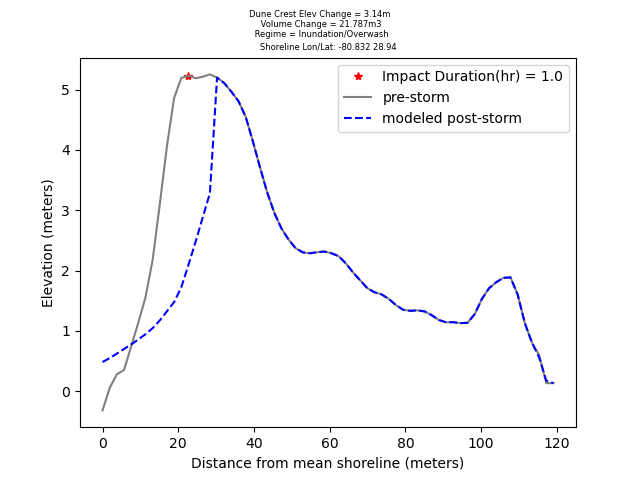 Dune Crest Elev Change = 3.14m
Volume Change = 21.787m3
Regime = Inundation/Overwash
Shoreline Lon/Lat: -80.832 28.94
Impact Duration(hr) = 1.0
pre-storm
modeled post-storm
5
4
3
2
1
0
Elevation (meters)
0 20 40 60 80 100 120
Distance from mean shoreline (meters)